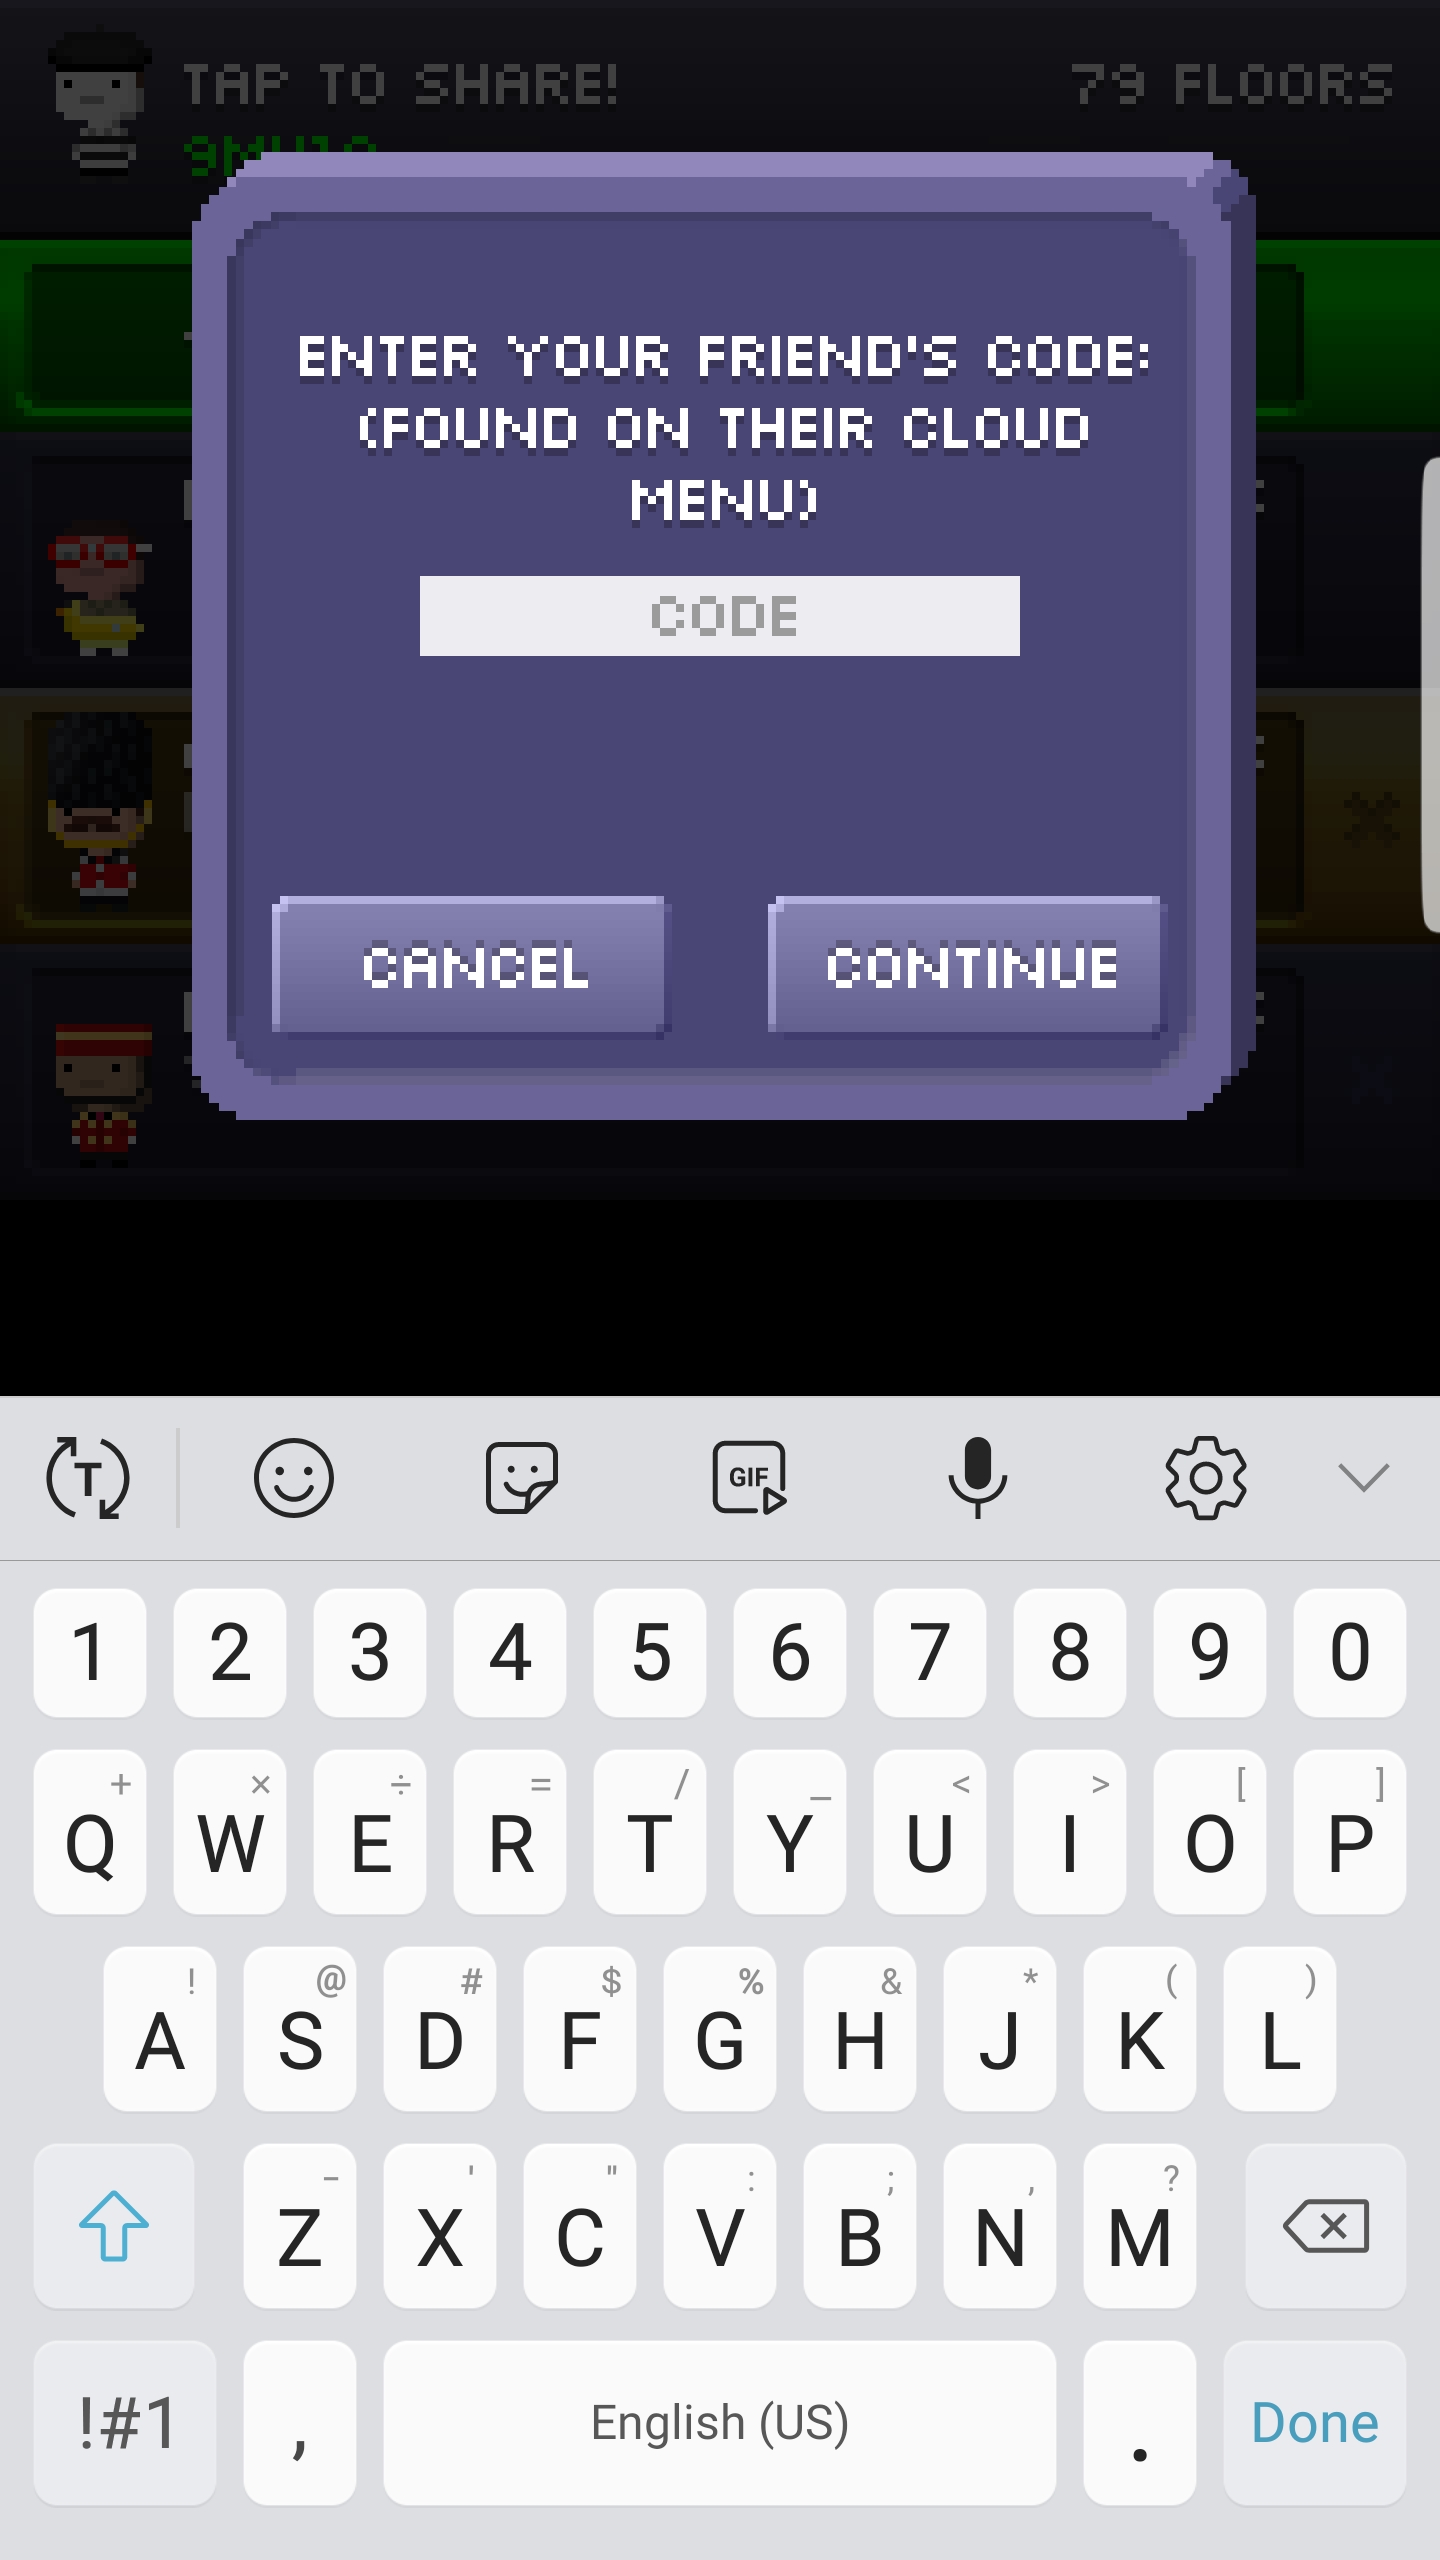 TAP TO SHARE!
79 FLOORS
ENTER YOUR FRIEND'S CODE:
(FOUND ON THEIR CLOUD
MENU)
CODE
CANCEL
CONTINUE
T
GIF
1 2 3 4 5 6 7 8 9 0
+ × ÷ = / _ < > [ ]
Q W E R T Y U I O P
! @ # $ % & * ( )
A S D F G H J K L
- ' " : ; , ?
Z X C V B N M
!#1 , English (US) . Done